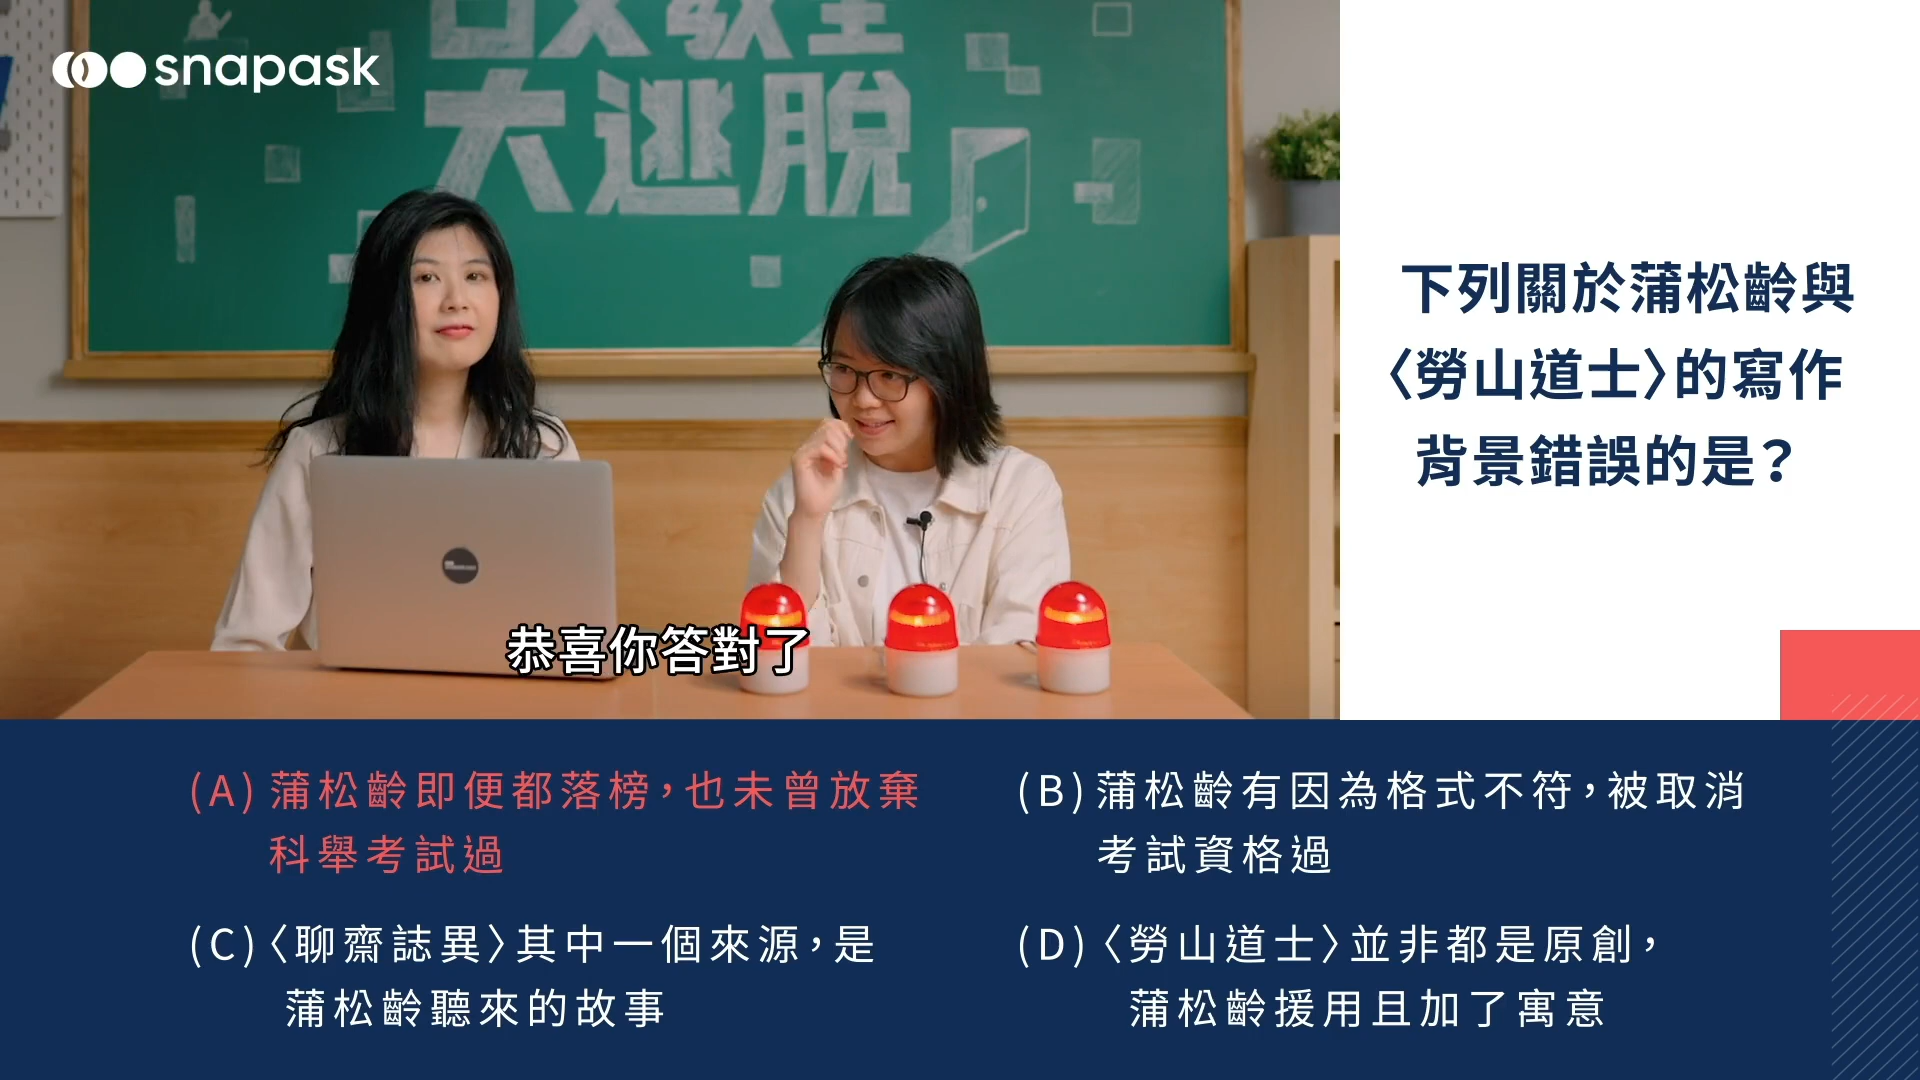 snapask
大逃脫
下列關於蒲松齡與
〈勞山道士〉的寫作
背景錯誤的是？
恭喜你答對了
(A) 蒲松齡即便都落榜，也未曾放棄
科舉考試過
(B) 蒲松齡有因為格式不符，被取消
考試資格過
(C)〈聊齋誌異〉其中一個來源，是
蒲松齡聽來的故事
(D)〈勞山道士〉並非都是原創，
蒲松齡援用且加了寓意